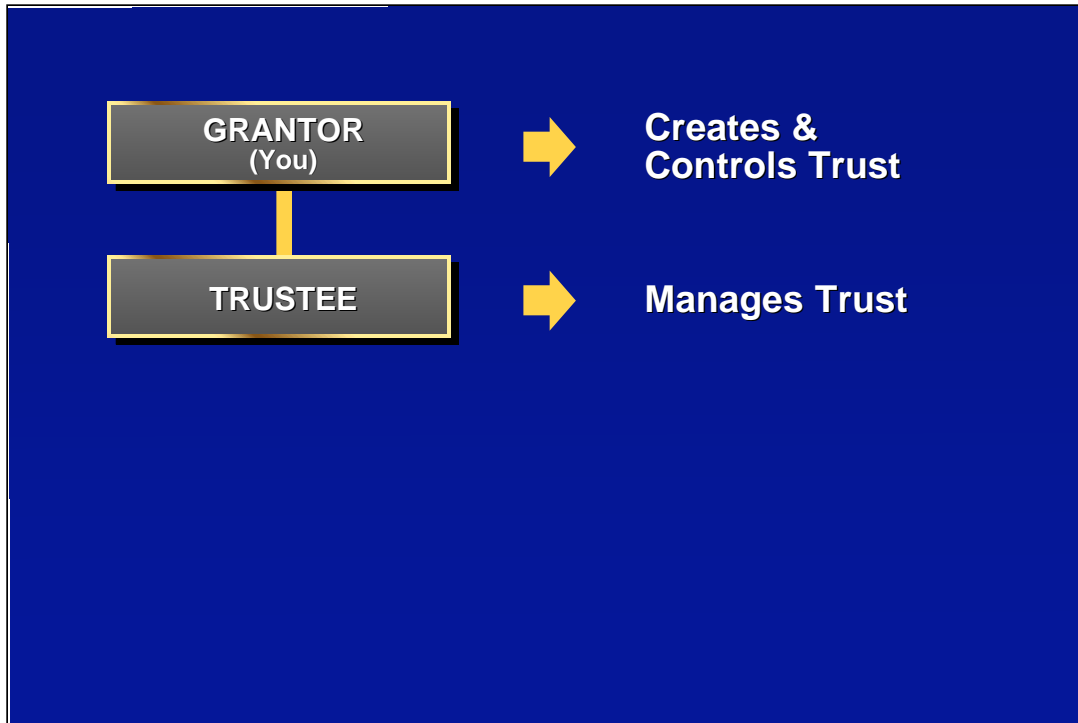 GRANTOR
(You)
Creates &
Controls Trust
TRUSTEE
Manages Trust